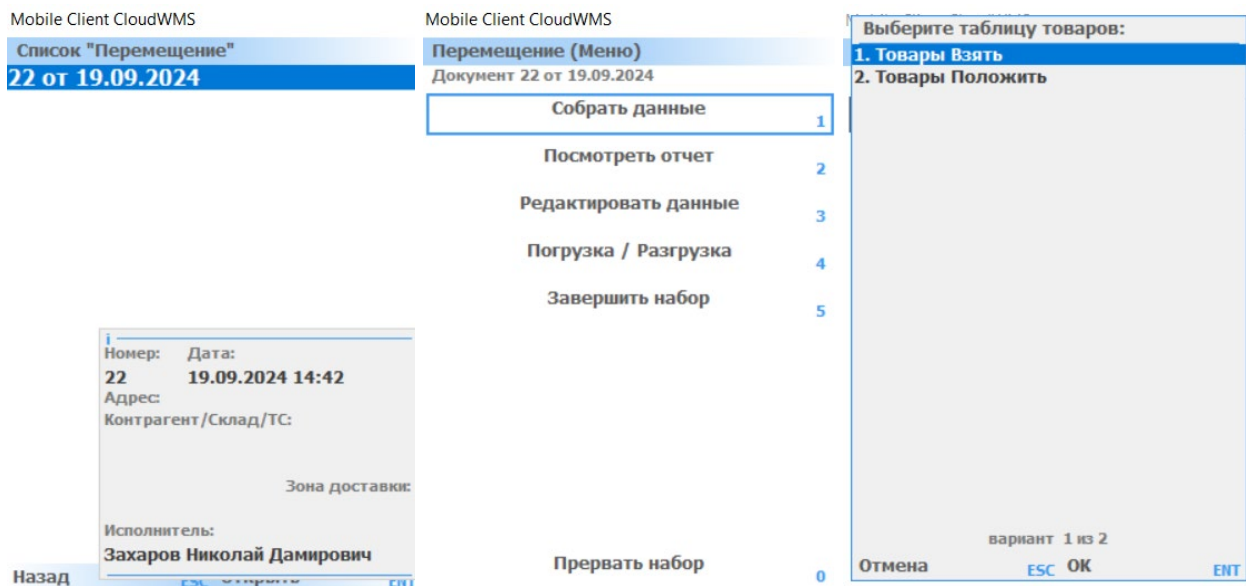 Mobile Client CloudWMS
Список "Перемещение"
22 от 19.09.2024
i
Номер: Дата:
22 19.09.2024 14:42
Адрес:
Контрагент/Склад/ТС:
Зона доставки:
Исполнитель:
Захаров Николай Дамирович
Назад
Mobile Client CloudWMS
Перемещение (Меню)
Документ 22 от 19.09.2024
Собрать данные 1
Посмотреть отчет 2
Редактировать данные 3
Погрузка / Разгрузка 4
Завершить набор 5
Прервать набор 0
Выберите таблицу товаров:
1. Товары Взять
2. Товары Положить
вариант 1 из 2
Отмена ESC OK ENT